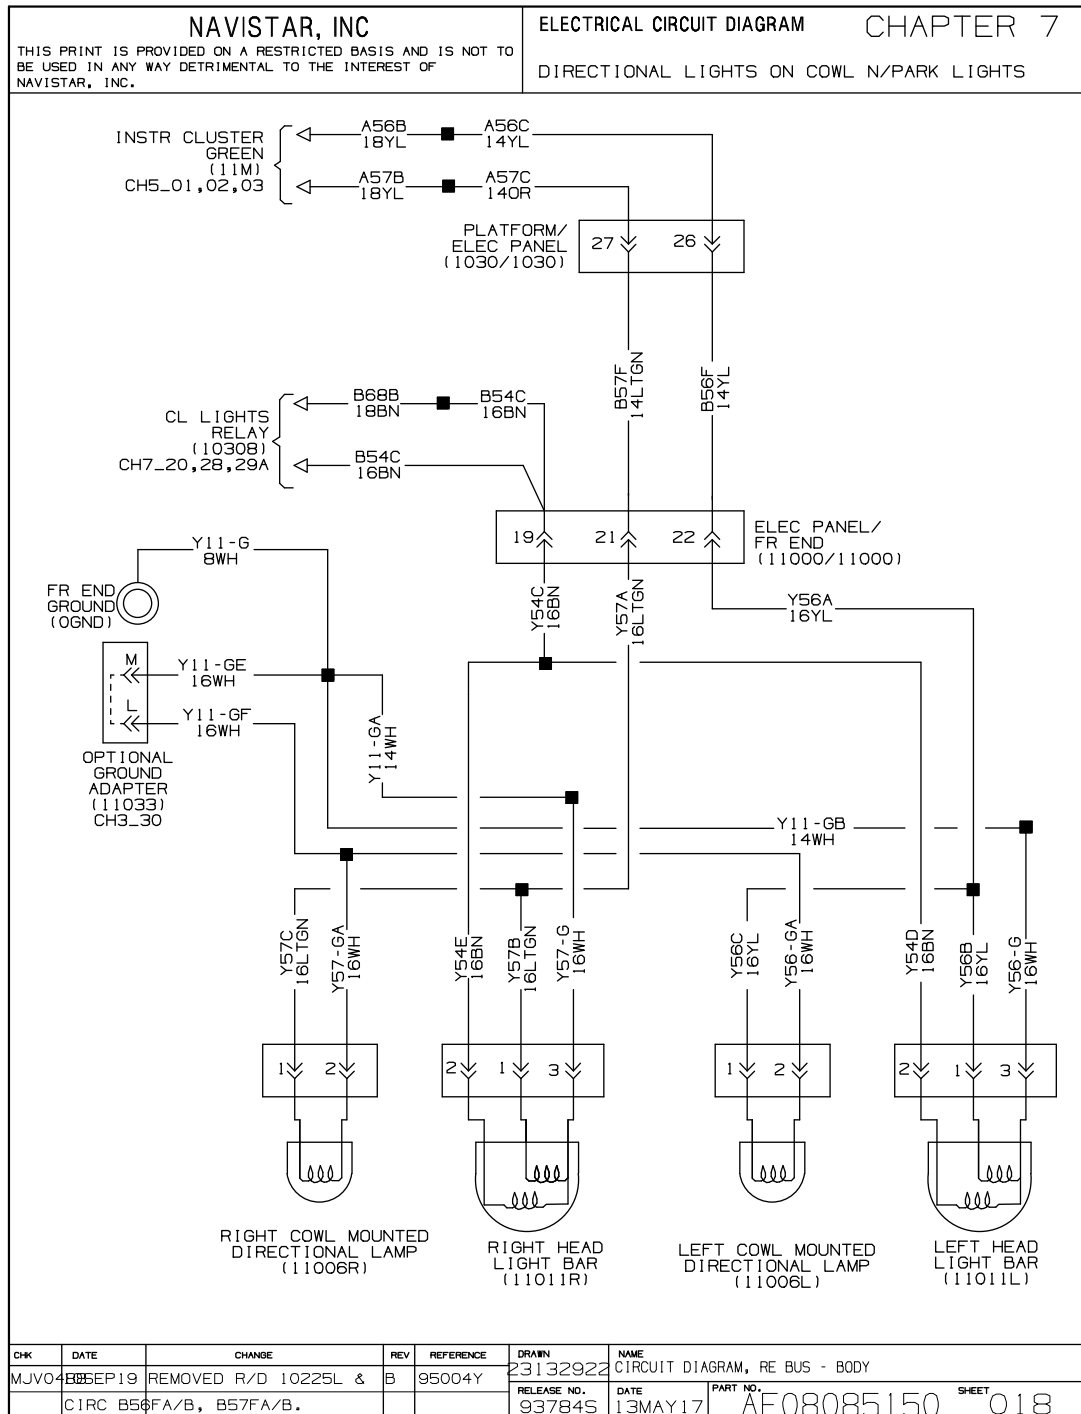 NAVISTAR, INC
THIS PRINT IS PROVIDED ON A RESTRICTED BASIS AND IS NOT TO
BE USED IN ANY WAY DETRIMENTAL TO THE INTEREST OF
NAVISTAR, INC.
ELECTRICAL CIRCUIT DIAGRAM
CHAPTER 7
DIRECTIONAL LIGHTS ON COWL N/PARK LIGHTS
INSTR CLUSTER
GREEN
(11M)
CH5_01,02,03
A56B
18YL
A56C
14YL
A57B
18YL
A57C
14OR
PLATFORM/
ELEC PANEL
(1030/1030)
27
26
B57F
14LTGN
B56F
14YL
CL LIGHTS
RELAY
(10308)
CH7_20,28,29A
B68B
18BN
B54C
16BN
B54C
16BN
19
21
22
ELEC PANEL/
FR END
(11000/11000)
Y11-G
8WH
FR END
GROUND
(0GND)
Y54C
16BN
Y57A
16LTGN
Y56A
16YL
M
Y11-GE
16WH
L
Y11-GF
16WH
OPTIONAL
GROUND
ADAPTER
(11033)
CH3_30
Y11-GA
14WH
Y11-GB
14WH
Y57C
16LTGN
Y57-GA
16WH
Y54E
16BN
Y57B
16LTGN
Y57-G
16WH
Y56C
16YL
Y56-GA
16WH
Y54D
16BN
Y56B
16YL
Y56-G
16WH
1
2
2
1
3
1
2
2
1
3
RIGHT COWL MOUNTED
DIRECTIONAL LAMP
(11006R)
RIGHT HEAD
LIGHT BAR
(11011R)
LEFT COWL MOUNTED
DIRECTIONAL LAMP
(11006L)
LEFT HEAD
LIGHT BAR
(11011L)
CHK
DATE
CHANGE
REV
REFERENCE
05SEP19
REMOVED R/D 10225L &
B
95004Y
CIRC B56FA/B, B57FA/B.
DRAWN
23132922
NAME
CIRCUIT DIAGRAM, RE BUS - BODY
RELEASE NO.
93784S
DATE
13MAY17
PART NO.
AF08085150
SHEET
018